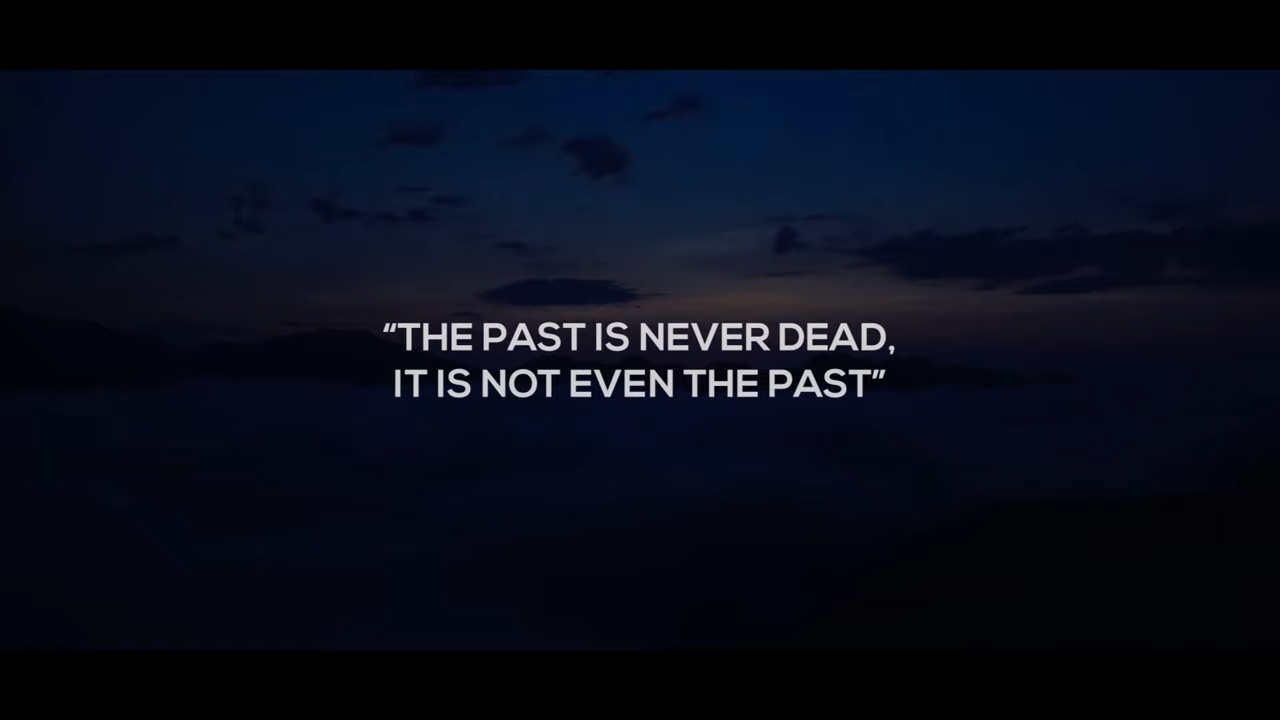 “THE PAST IS NEVER DEAD,
IT IS NOT EVEN THE PAST”